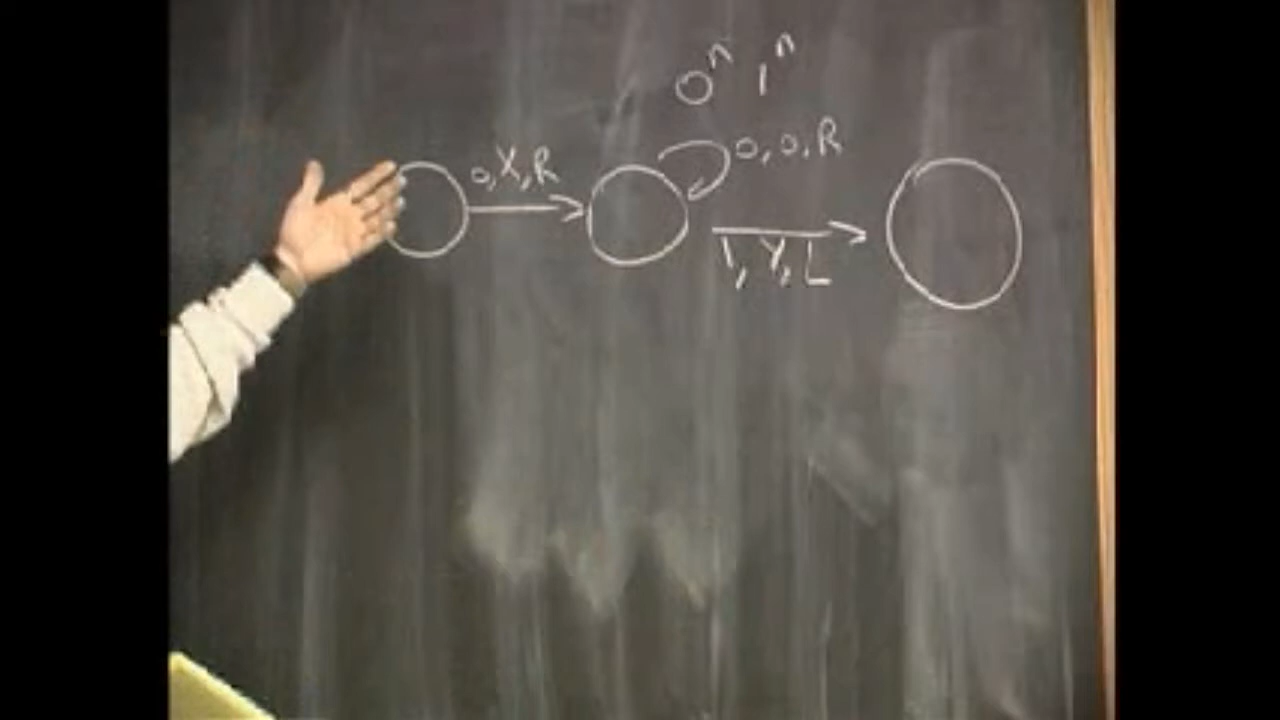 0ⁿ 1ⁿ
0, 0, R
0, X, R
1, Y, L